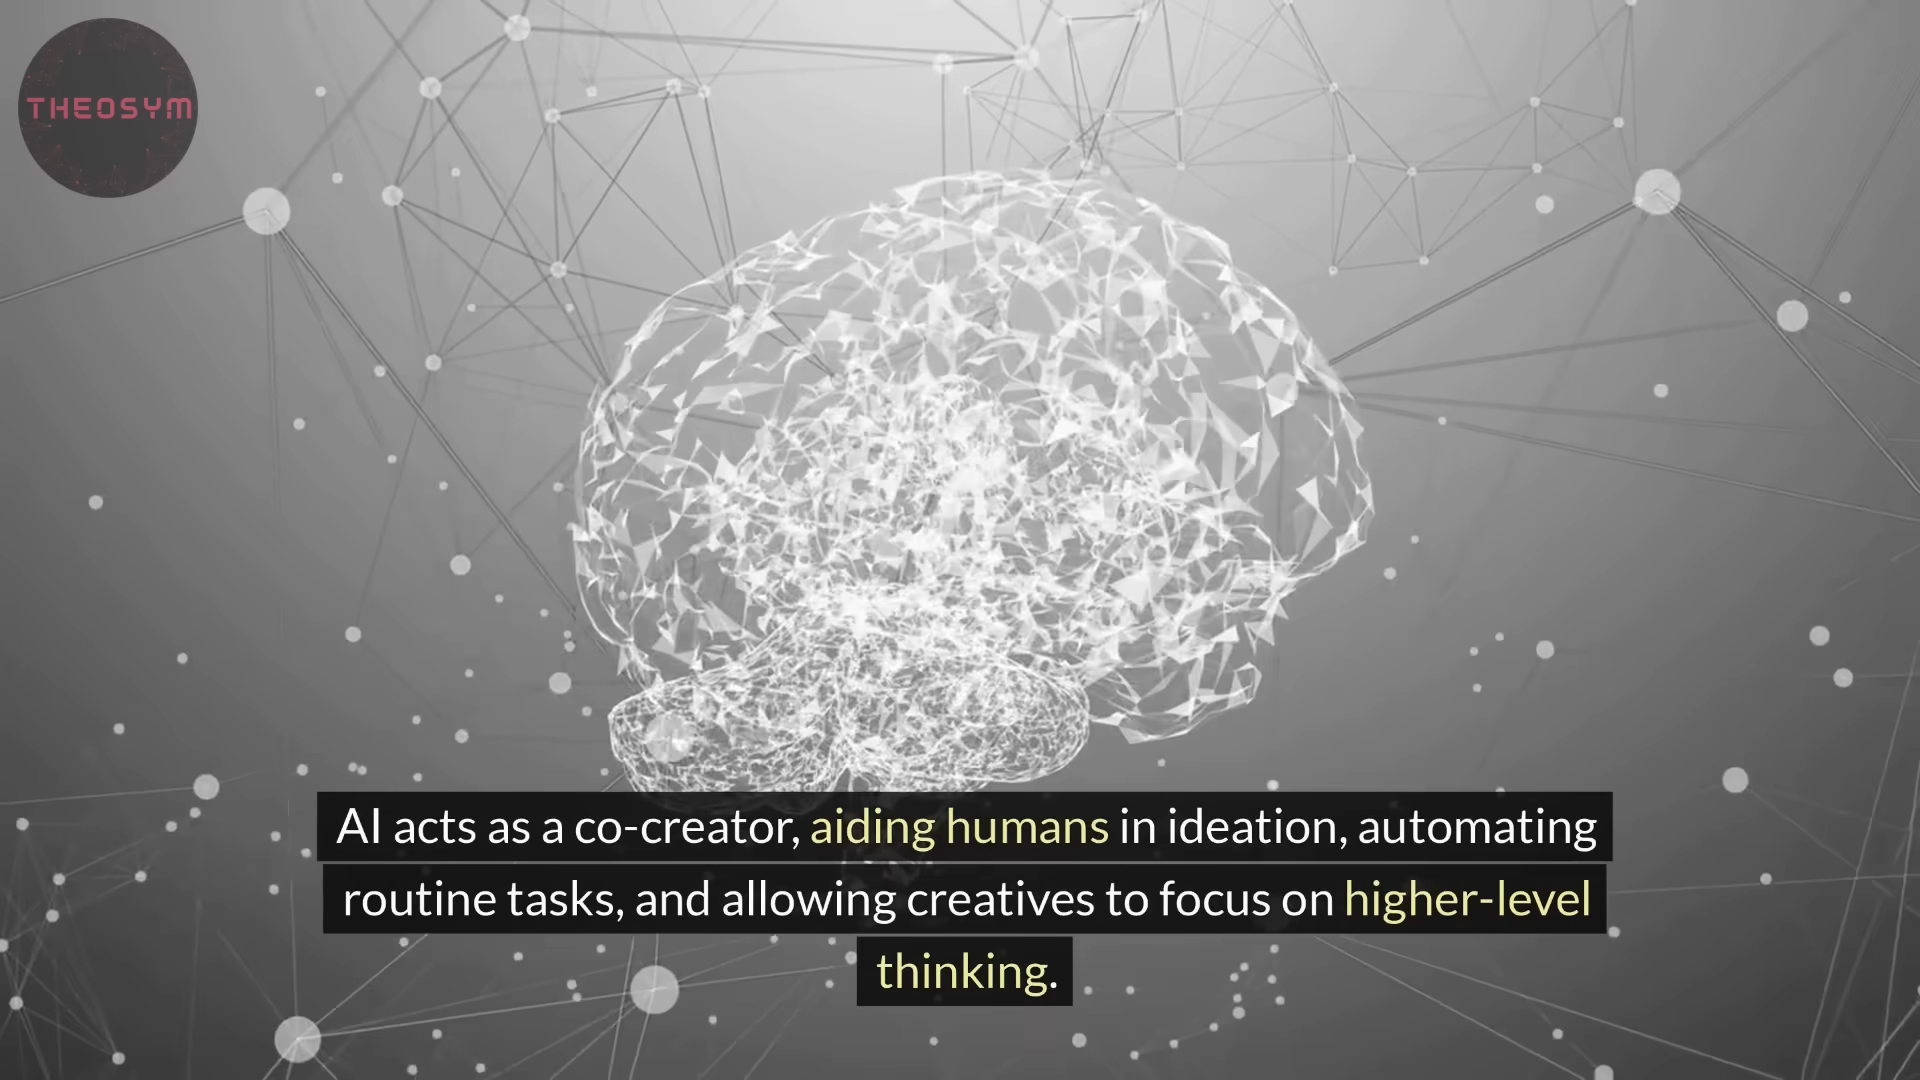 THEOSYM
AI acts as a co-creator, aiding humans in ideation, automating
routine tasks, and allowing creatives to focus on higher-level
thinking.